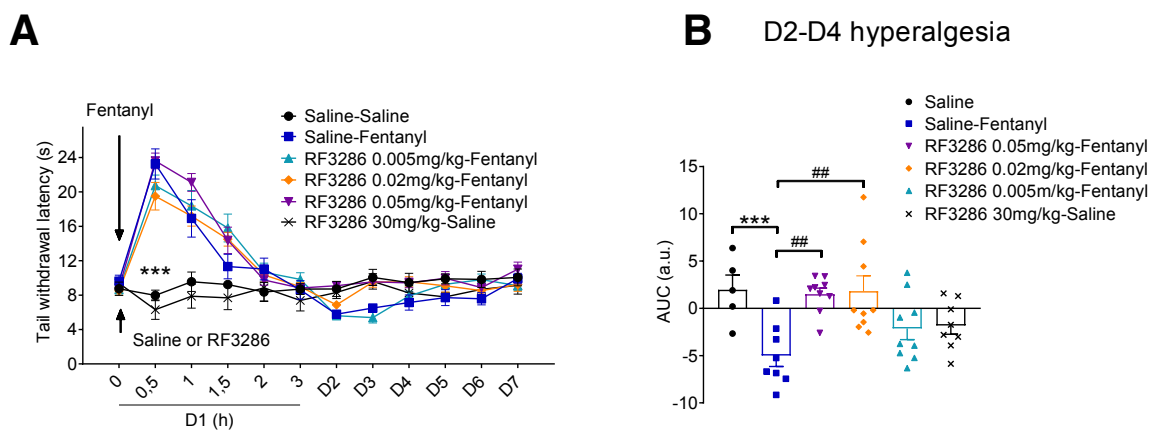 A
Fentanyl
Saline-Saline
Saline-Fentanyl
RF3286 0.005mg/kg-Fentanyl
RF3286 0.02mg/kg-Fentanyl
RF3286 0.05mg/kg-Fentanyl
RF3286 30mg/kg-Saline
Tail withdrawal latency (s)
24
20
16
12
8
4
0
***
Saline or RF3286
0
0,5
1
1,5
2
3
D2
D3
D4
D5
D6
D7
D1 (h)
B
D2-D4 hyperalgesia
Saline
Saline-Fentanyl
RF3286 0.05mg/kg-Fentanyl
RF3286 0.02mg/kg-Fentanyl
RF3286 0.005m/kg-Fentanyl
RF3286 30mg/kg-Saline
AUC (a.u.)
15
10
5
0
-5
-10
##
***
##